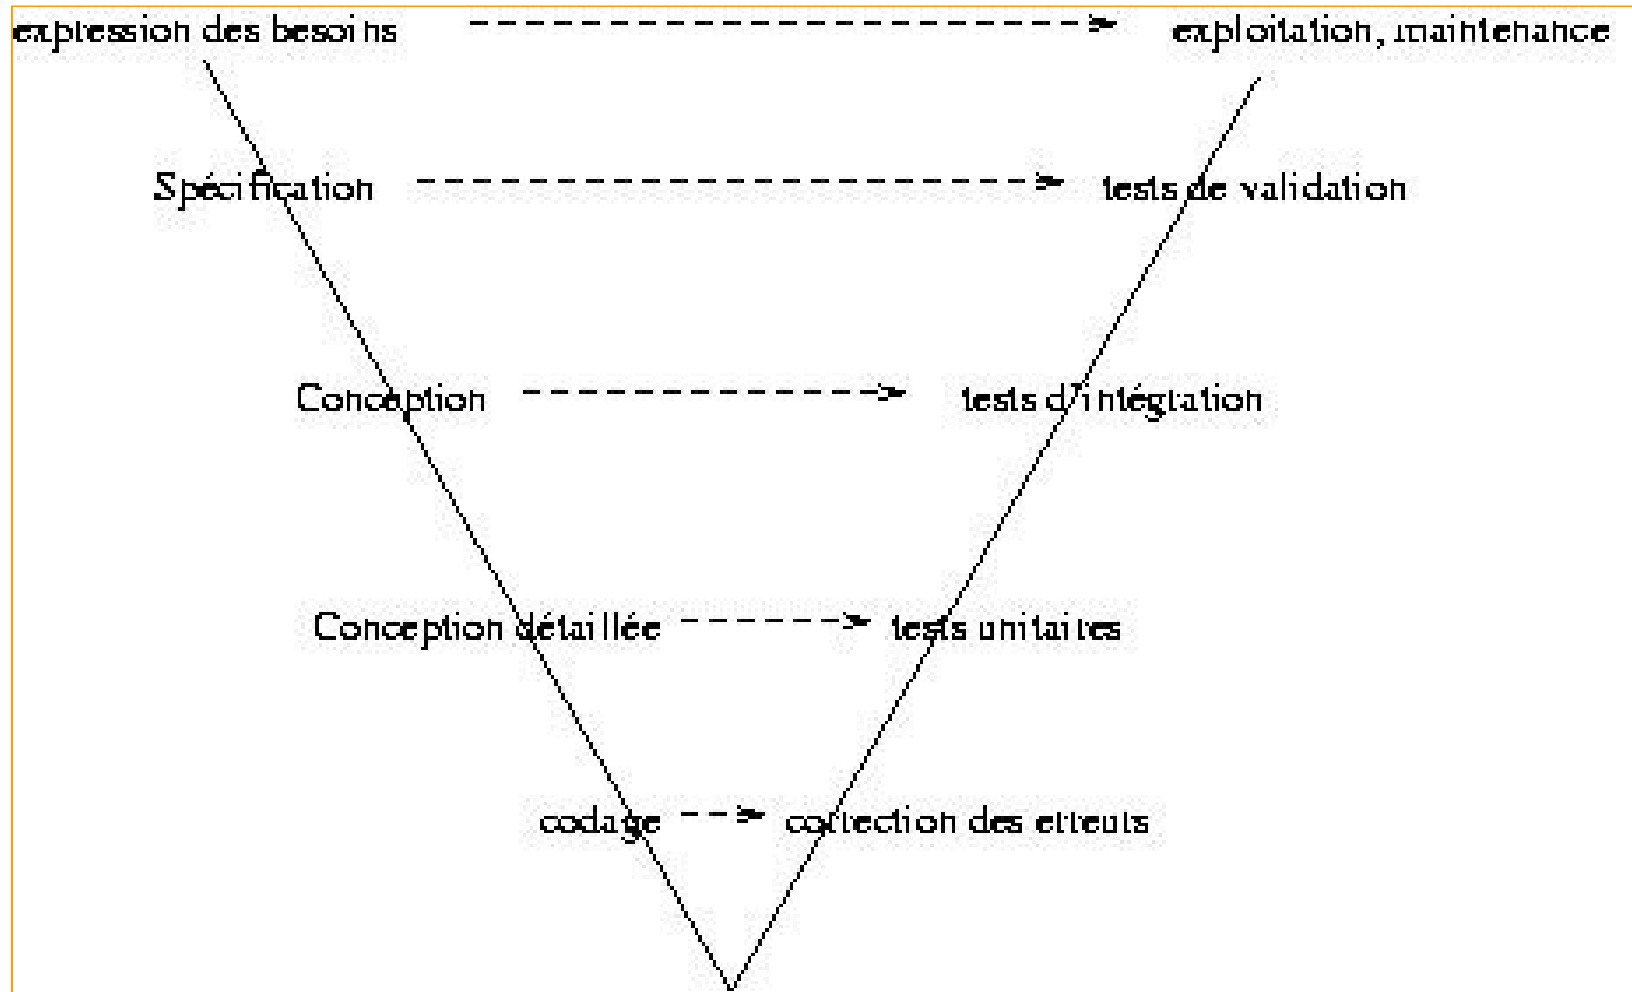 expression des besoins
exploitation, maintenance
Spécification
tests de validation
Conception
tests d'intégration
Conception détaillée
tests unitaires
codage
correction des erreurs